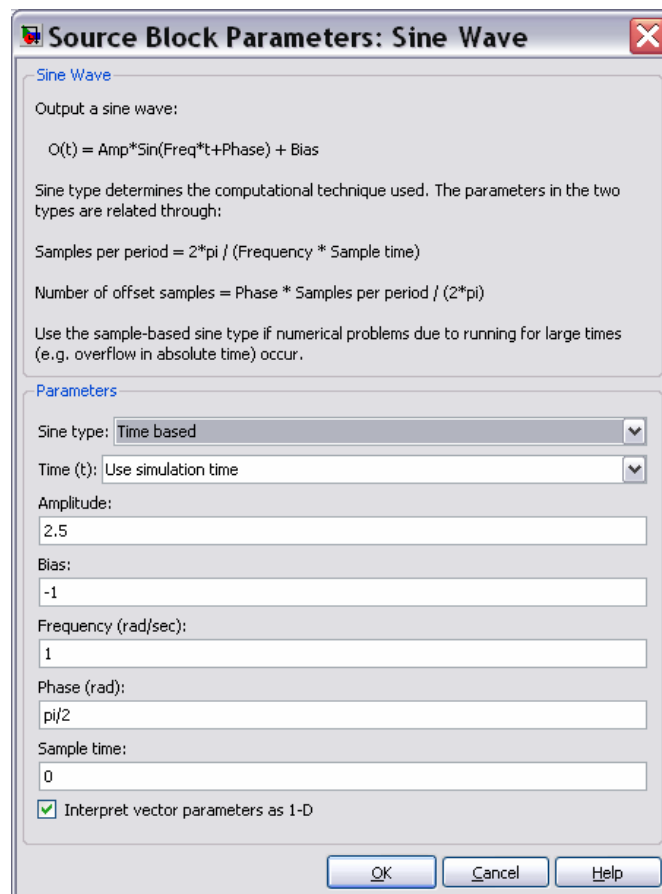 Source Block Parameters: Sine Wave
Sine Wave
Output a sine wave:
O(t) = Amp*Sin(Freq*t+Phase) + Bias
Sine type determines the computational technique used. The parameters in the two
types are related through:
Samples per period = 2*pi / (Frequency * Sample time)
Number of offset samples = Phase * Samples per period / (2*pi)
Use the sample-based sine type if numerical problems due to running for large times
(e.g. overflow in absolute time) occur.
Parameters
Sine type: Time based
Time (t): Use simulation time
Amplitude:
2.5
Bias:
-1
Frequency (rad/sec):
1
Phase (rad):
pi/2
Sample time:
0
Interpret vector parameters as 1-D
OK Cancel Help